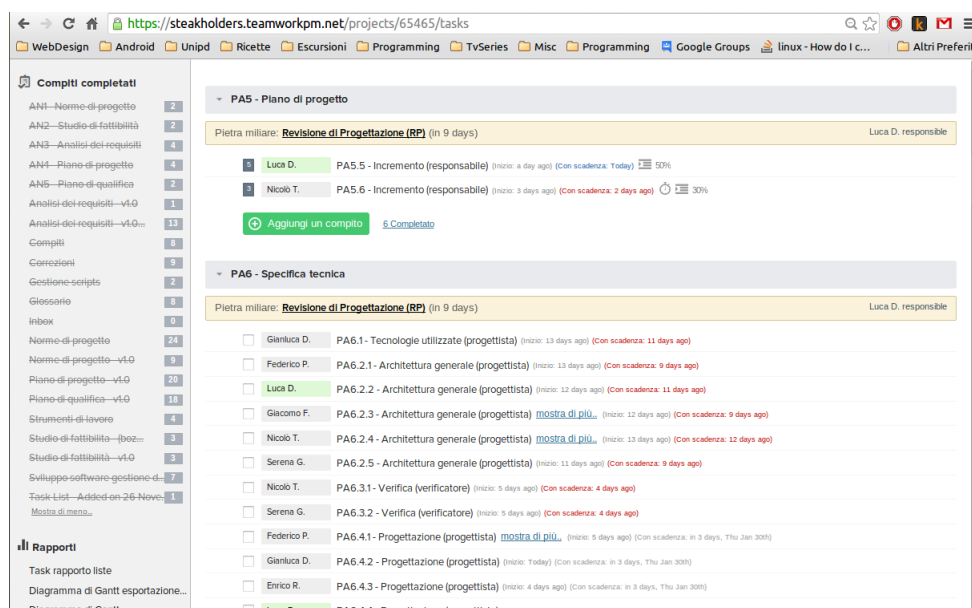 https://steakholders.teamworkpm.net/projects/65465/tasks
WebDesign Android Unipd Ricette Escursioni Programming TvSeries Misc Programming Google Groups linux - How do I c... Altri Preferiti
Compiti completati
AN1 - Norme di progetto 2
AN2 - Studio di fattibilità 2
AN3 - Analisi dei requisiti 4
AN4 - Piano di progetto 4
AN5 - Piano di qualifica 2
Analisi dei requisiti - v1.0 1
Analisi dei requisiti - v1.0... 13
Compiti 8
Correzioni 9
Gestione scripts 2
Glossario 8
Inbox 0
Norme di progetto 24
Norme di progetto - v1.0 9
Piano di progetto - v1.0 20
Piano di qualifica - v1.0 18
Strumenti di lavoro 4
Studio di fattibilita - (boz... 3
Studio di fattibilità - v1.0 3
Sviluppo software gestione d... 7
Task List - Added on 26 Nove... 1
Mostra di meno..
Rapporti
Task rapporto liste
Diagramma di Gantt esportazione...
PA5 - Piano di progetto
Pietra miliare: Revisione di Progettazione (RP) (in 9 days) Luca D. responsible
5 Luca D. PA5.5 - Incremento (responsabile) (Inizio: a day ago) (Con scadenza: Today) 50%
3 Nicolò T. PA5.6 - Incremento (responsabile) (Inizio: 3 days ago) (Con scadenza: 2 days ago) 30%
Aggiungi un compito 6 Completato
PA6 - Specifica tecnica
Pietra miliare: Revisione di Progettazione (RP) (in 9 days) Luca D. responsible
Gianluca D. PA6.1 - Tecnologie utilizzate (progettista) (Inizio: 13 days ago) (Con scadenza: 11 days ago)
Federico P. PA6.2.1 - Architettura generale (progettista) (Inizio: 13 days ago) (Con scadenza: 9 days ago)
Luca D. PA6.2.2 - Architettura generale (progettista) (Inizio: 12 days ago) (Con scadenza: 11 days ago)
Giacomo F. PA6.2.3 - Architettura generale (progettista) mostra di più.. (Inizio: 12 days ago) (Con scadenza: 9 days ago)
Nicolò T. PA6.2.4 - Architettura generale (progettista) mostra di più.. (Inizio: 13 days ago) (Con scadenza: 12 days ago)
Serena G. PA6.2.5 - Architettura generale (progettista) (Inizio: 11 days ago) (Con scadenza: 9 days ago)
Nicolò T. PA6.3.1 - Verifica (verificatore) (Inizio: 5 days ago) (Con scadenza: 4 days ago)
Serena G. PA6.3.2 - Verifica (verificatore) (Inizio: 5 days ago) (Con scadenza: 4 days ago)
Federico P. PA6.4.1 - Progettazione (progettista) mostra di più.. (Inizio: 5 days ago) (Con scadenza: in 3 days, Thu Jan 30th)
Gianluca D. PA6.4.2 - Progettazione (progettista) (Inizio: Today) (Con scadenza: in 3 days, Thu Jan 30th)
Enrico R. PA6.4.3 - Progettazione (progettista) (Inizio: 4 days ago) (Con scadenza: in 3 days, Thu Jan 30th)